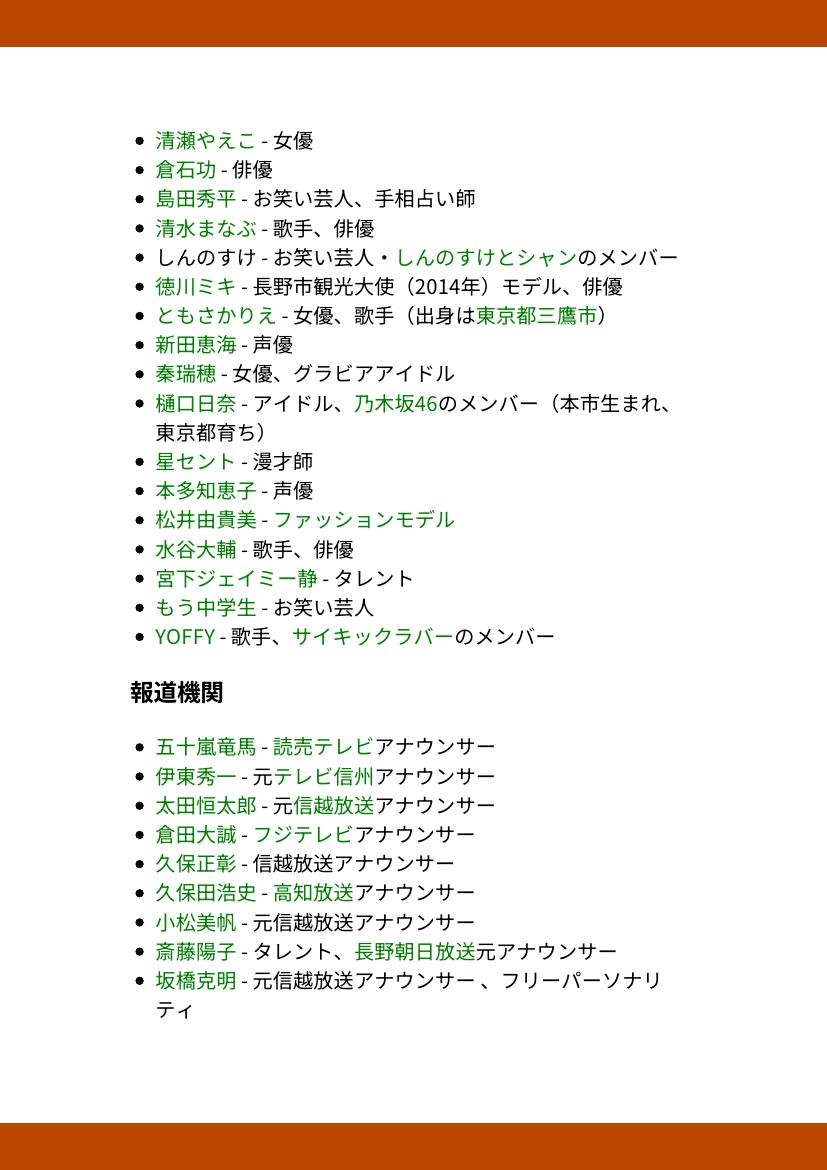 清瀬やえこ - 女優
倉石功 - 俳優
島田秀平 - お笑い芸人、手相占い師
清水まなぶ - 歌手、俳優
しんのすけ - お笑い芸人・しんのすけとシャンのメンバー
徳川ミキ - 長野市観光大使（2014年）モデル、俳優
ともさかりえ - 女優、歌手（出身は東京都三鷹市）
新田恵海 - 声優
秦瑞穂 - 女優、グラビアアイドル
樋口日奈 - アイドル、乃木坂46のメンバー（本市生まれ、
東京都育ち）
星セント - 漫才師
本多知恵子 - 声優
松井由貴美 - ファッションモデル
水谷大輔 - 歌手、俳優
宮下ジェイミー静 - タレント
もう中学生 - お笑い芸人
YOFFY - 歌手、サイキックラバーのメンバー
報道機関
五十嵐竜馬 - 読売テレビアナウンサー
伊東秀一 - 元テレビ信州アナウンサー
太田恒太郎 - 元信越放送アナウンサー
倉田大誠 - フジテレビアナウンサー
久保正彰 - 信越放送アナウンサー
久保田浩史 - 高知放送アナウンサー
小松美帆 - 元信越放送アナウンサー
斎藤陽子 - タレント、長野朝日放送元アナウンサー
坂橋克明 - 元信越放送アナウンサー 、フリーパーソナリ
ティ